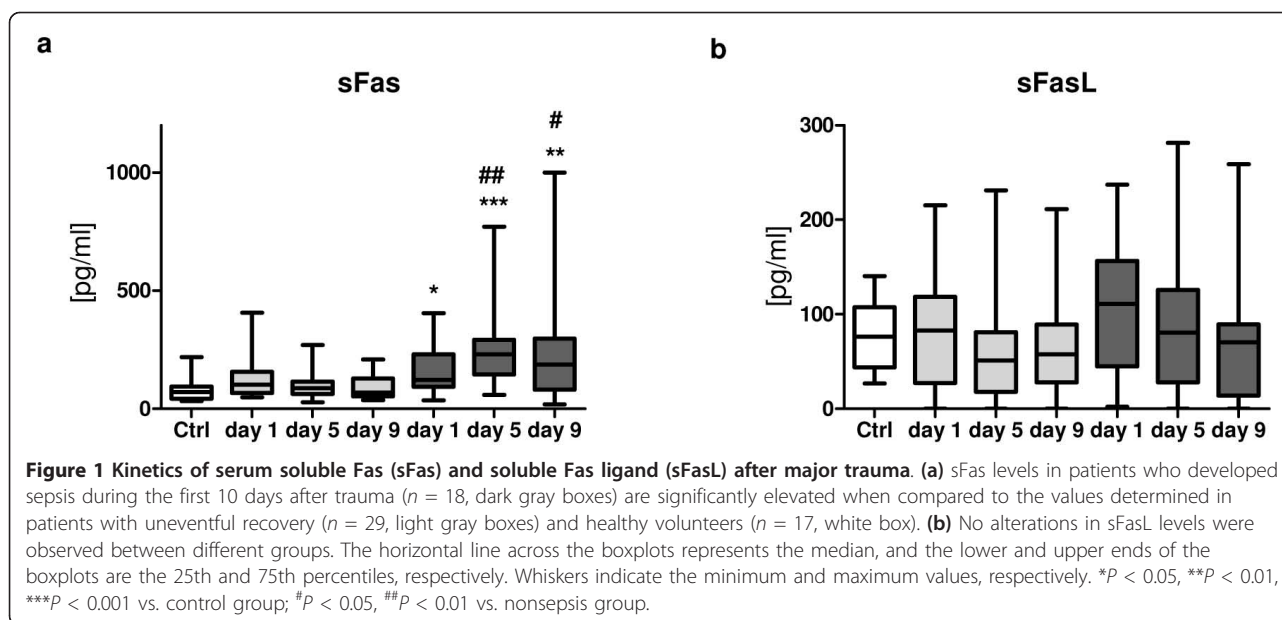 a
sFas
[pg/ml]
1000
500
0
#
**
##
***
*
Ctrl day 1 day 5 day 9 day 1 day 5 day 9
b
sFasL
[pg/ml]
300
200
100
0
Ctrl day 1 day 5 day 9 day 1 day 5 day 9
Figure 1 Kinetics of serum soluble Fas (sFas) and soluble Fas ligand (sFasL) after major trauma. (a) sFas levels in patients who developed
sepsis during the first 10 days after trauma (n = 18, dark gray boxes) are significantly elevated when compared to the values determined in
patients with uneventful recovery (n = 29, light gray boxes) and healthy volunteers (n = 17, white box). (b) No alterations in sFasL levels were
observed between different groups. The horizontal line across the boxplots represents the median, and the lower and upper ends of the
boxplots are the 25th and 75th percentiles, respectively. Whiskers indicate the minimum and maximum values, respectively. *P < 0.05, **P < 0.01,
***P < 0.001 vs. control group; #P < 0.05, ##P < 0.01 vs. nonsepsis group.